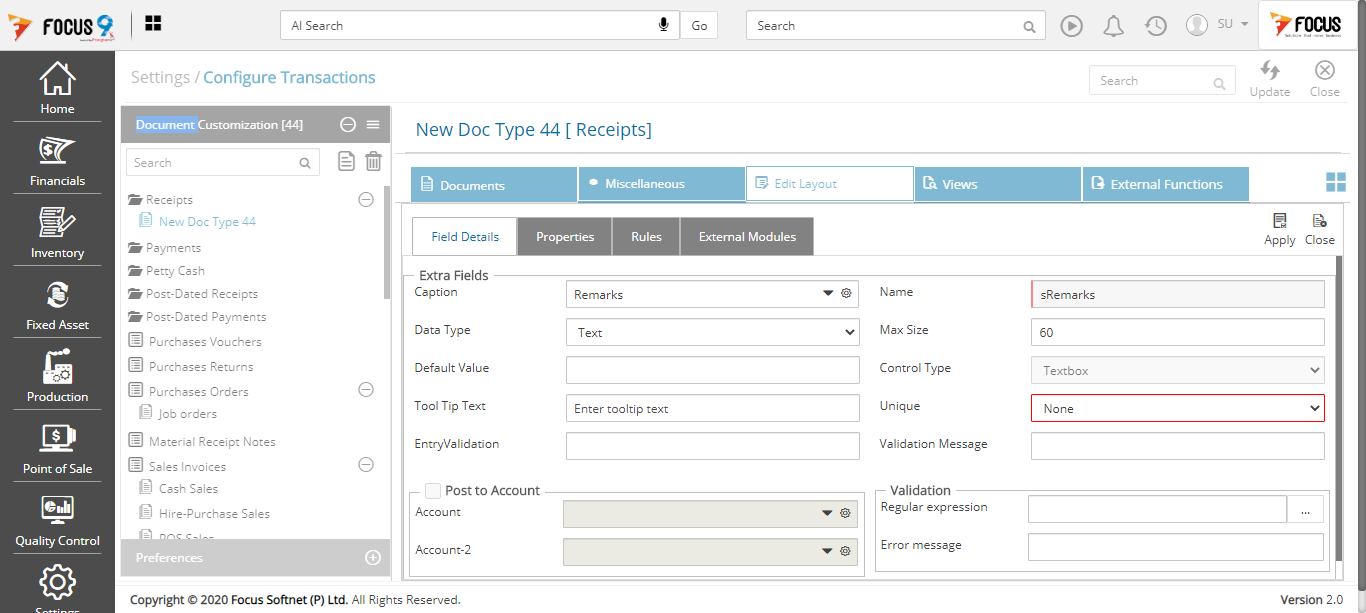 FOCUS 9
AI Search
Go
Search
SU
FOCUS
Home
Financials
Inventory
Fixed Asset
Production
Point of Sale
Quality Control
Settings
Settings / Configure Transactions
Search
Update
Close
Document Customization [44]
Search
Receipts
New Doc Type 44
Payments
Petty Cash
Post-Dated Receipts
Post-Dated Payments
Purchases Vouchers
Purchases Returns
Purchases Orders
Job orders
Material Receipt Notes
Sales Invoices
Cash Sales
Hire-Purchase Sales
POS Sales
Preferences
New Doc Type 44 [ Receipts]
Documents
Miscellaneous
Edit Layout
Views
External Functions
Field Details
Properties
Rules
External Modules
Apply
Close
Extra Fields
Caption
Remarks
Name
sRemarks
Data Type
Text
Max Size
60
Default Value
Control Type
Textbox
Tool Tip Text
Enter tooltip text
Unique
None
EntryValidation
Validation Message
Post to Account
Account
Account-2
Validation
Regular expression
...
Error message
Copyright © 2020 Focus Softnet (P) Ltd. All Rights Reserved.
Version 2.0